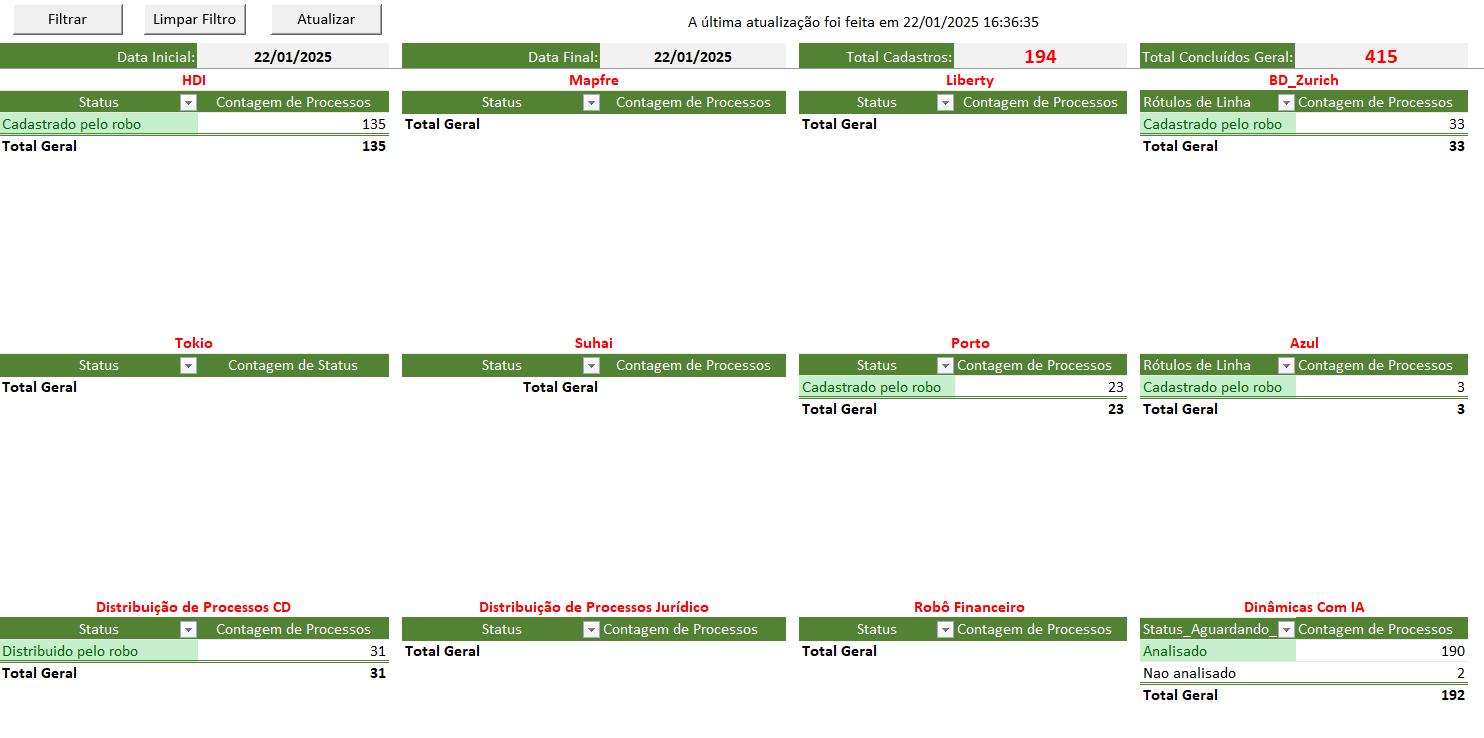 Filtrar Limpar Filtro Atualizar A última atualização foi feita em 22/01/2025 16:36:35
Data Inicial: 22/01/2025 Data Final: 22/01/2025 Total Cadastros: 194 Total Concluídos Geral: 415
HDI Mapfre Liberty BD_Zurich
Status Contagem de Processos Status Contagem de Processos Status Contagem de Processos Rótulos de Linha Contagem de Processos
Cadastrado pelo robo 135 Total Geral Total Geral Cadastrado pelo robo 33
Total Geral 135 Total Geral 33
Tokio Suhai Porto Azul
Status Contagem de Status Status Contagem de Processos Status Contagem de Processos Rótulos de Linha Contagem de Processos
Total Geral Total Geral Cadastrado pelo robo 23 Cadastrado pelo robo 3
Total Geral 23 Total Geral 3
Distribuição de Processos CD Distribuição de Processos Jurídico Robô Financeiro Dinâmicas Com IA
Status Contagem de Processos Status Contagem de Processos Status Contagem de Processos Status_Aguardando_ Contagem de Processos
Distribuido pelo robo 31 Total Geral Total Geral Analisado 190
Total Geral 31 Nao analisado 2
Total Geral 192